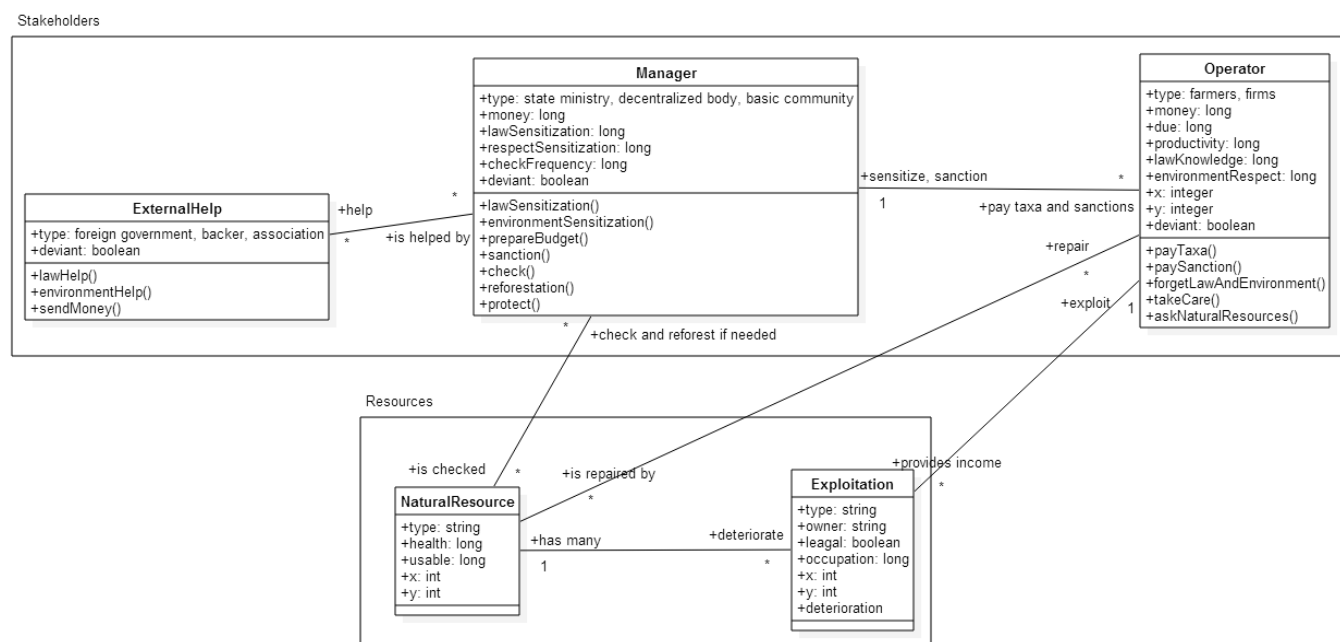 Stakeholders
Manager
+type: state ministry, decentralized body, basic community
+money: long
+lawSensitization: long
+respectSensitization: long
+checkFrequency: long
+deviant: boolean
+lawSensitization()
+environmentSensitization()
+prepareBudget()
+sanction()
+check()
+reforestation()
+protect()
Operator
+type: farmers, firms
+money: long
+due: long
+productivity: long
+lawKnowledge: long
+environmentRespect: long
+x: integer
+y: integer
+deviant: boolean
+payTaxa()
+paySanction()
+forgetLawAndEnvironment()
+takeCare()
+askNaturalResources()
ExternalHelp
+type: foreign government, backer, association
+deviant: boolean
+lawHelp()
+environmentHelp()
+sendMoney()
+help
*
+is helped by
*
+sensitize, sanction
1
*
+pay taxa and sanctions
+repair
*
+exploit
1
*
+check and reforest if needed
Resources
+is checked
*
+is repaired by
*
+provides income
*
NaturalResource
+type: string
+health: long
+usable: long
+x: int
+y: int
+has many
1
+deteriorate
*
Exploitation
+type: string
+owner: string
+leagal: boolean
+occupation: long
+x: int
+y: int
+deterioration